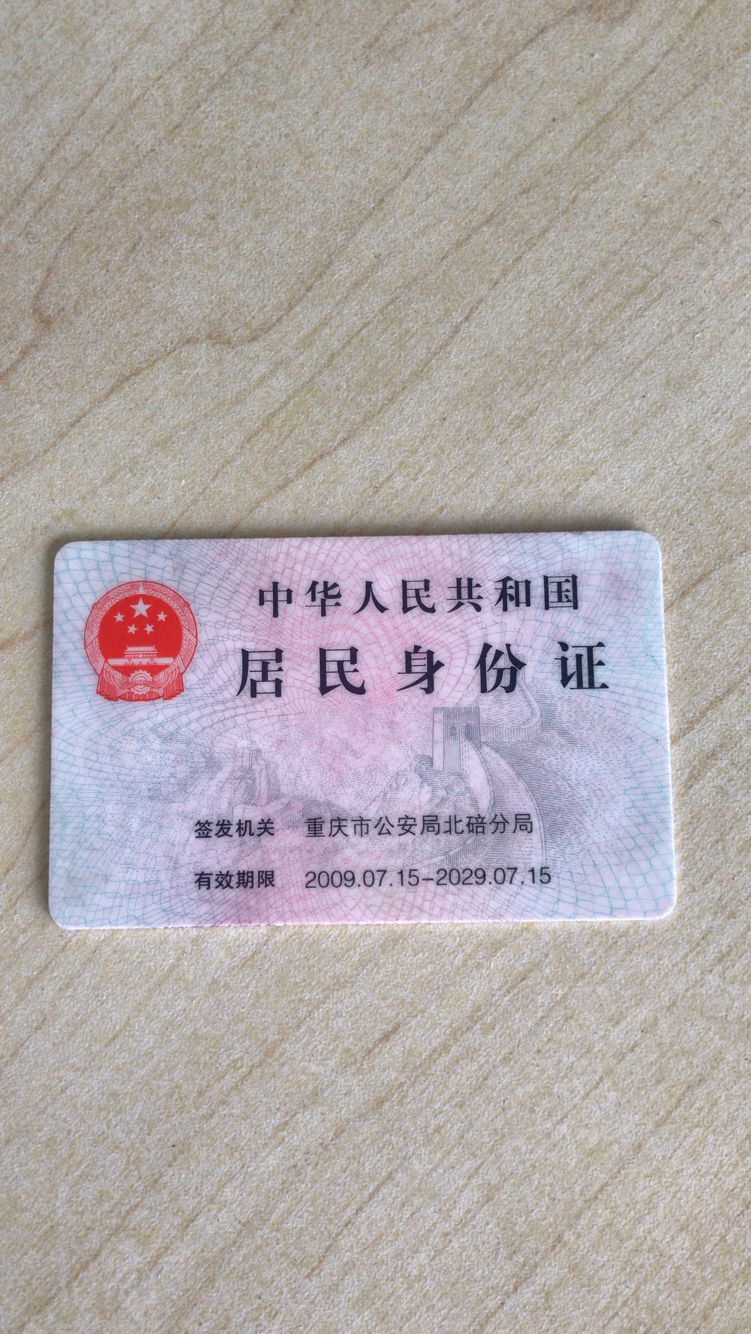 中华人民共和国
居民身份证
签发机关 重庆市公安局北碚分局
有效期限 2009.07.15-2029.07.15